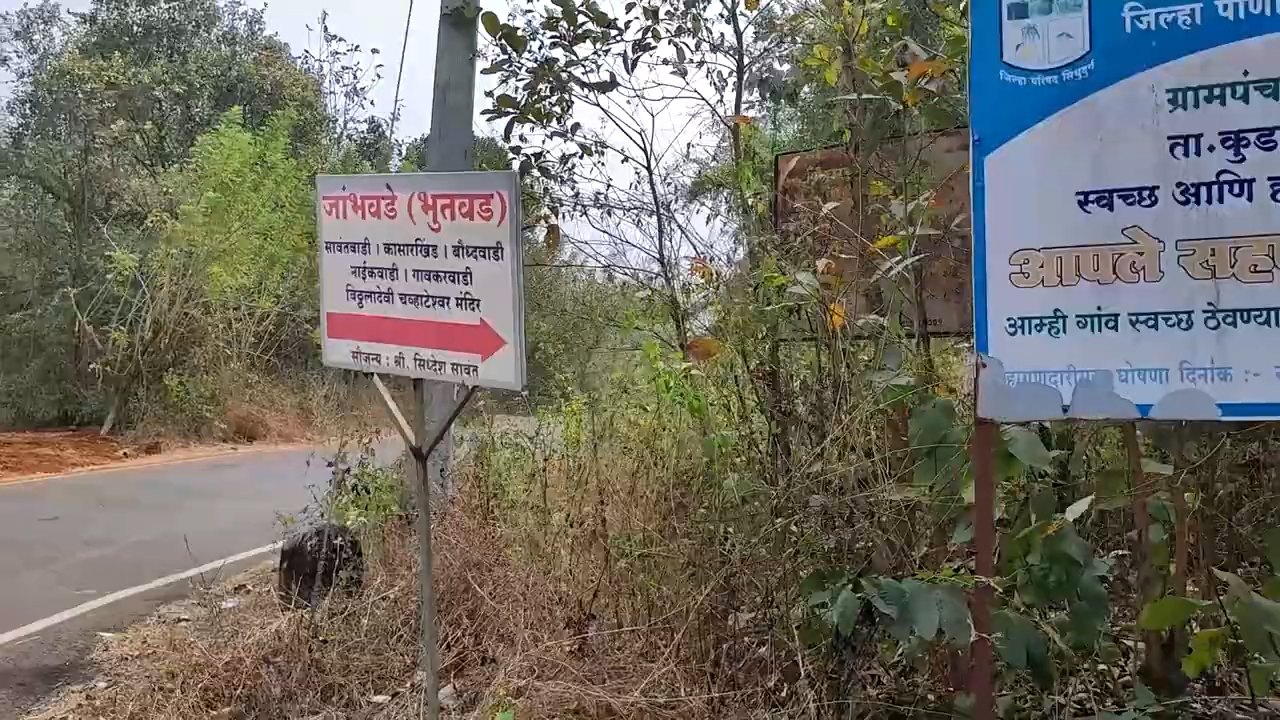 जांभवडे (भुतवड)
सावंतवाडी । कासारखिंड । बौध्दवाडी
नाईकवाडी । गावकरवाडी
विठ्ठलादेवी चव्हाटेश्वर मंदिर
सौजन्य : श्री. सिध्देश सावंत
जिल्हा पाणी
जिल्हा परिषद सिंधुदुर्ग
ग्रामपंच
ता.कुड
स्वच्छ आणि ह
आपले सह
आम्ही गांव स्वच्छ ठेवण्या
घोषणा दिनांक :-